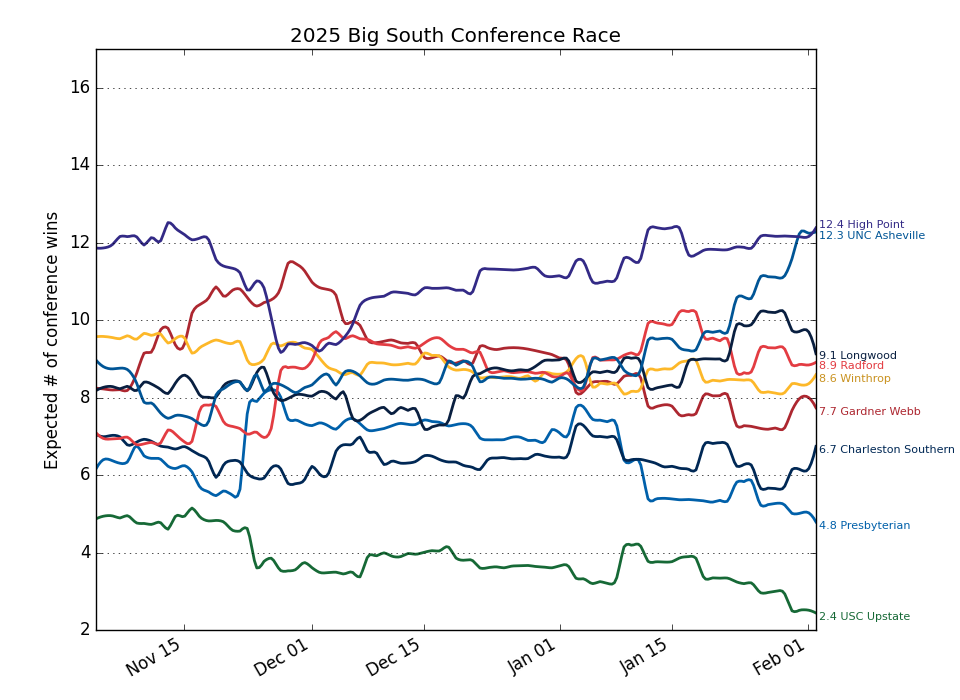 2025 Big South Conference Race
Expected # of conference wins
16
14
12
10
8
6
4
2
12.4 High Point
12.3 UNC Asheville
9.1 Longwood
8.9 Radford
8.6 Winthrop
7.7 Gardner Webb
6.7 Charleston Southern
4.8 Presbyterian
2.4 USC Upstate
Nov 15
Dec 01
Dec 15
Jan 01
Jan 15
Feb 01